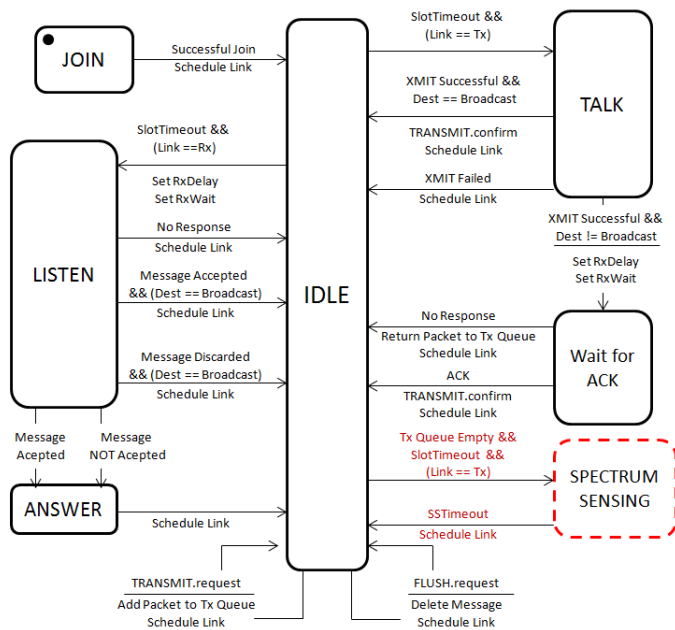 JOIN
Successful Join
Schedule Link
SlotTimeout &&
(Link == Tx)
TALK
XMIT Successful &&
Dest == Broadcast
TRANSMIT.confirm
Schedule Link
XMIT Failed
Schedule Link
SlotTimeout &&
(Link ==Rx)
Set RxDelay
Set RxWait
No Response
Schedule Link
LISTEN
Message Accepted
&& (Dest == Broadcast)
Schedule Link
Message Discarded
&& (Dest == Broadcast)
Schedule Link
IDLE
XMIT Successful &&
Dest != Broadcast
Set RxDelay
Set RxWait
No Response
Return Packet to Tx Queue
Schedule Link
Wait for
ACK
ACK
TRANSMIT.confirm
Schedule Link
Message
Acepted
Message
NOT Acepted
Tx Queue Empty &&
SlotTimeout &&
(Link == Tx)
SPECTRUM
SENSING
SSTimeout
Schedule Link
ANSWER
Schedule Link
TRANSMIT.request
Add Packet to Tx Queue
Schedule Link
FLUSH.request
Delete Message
Schedule Link